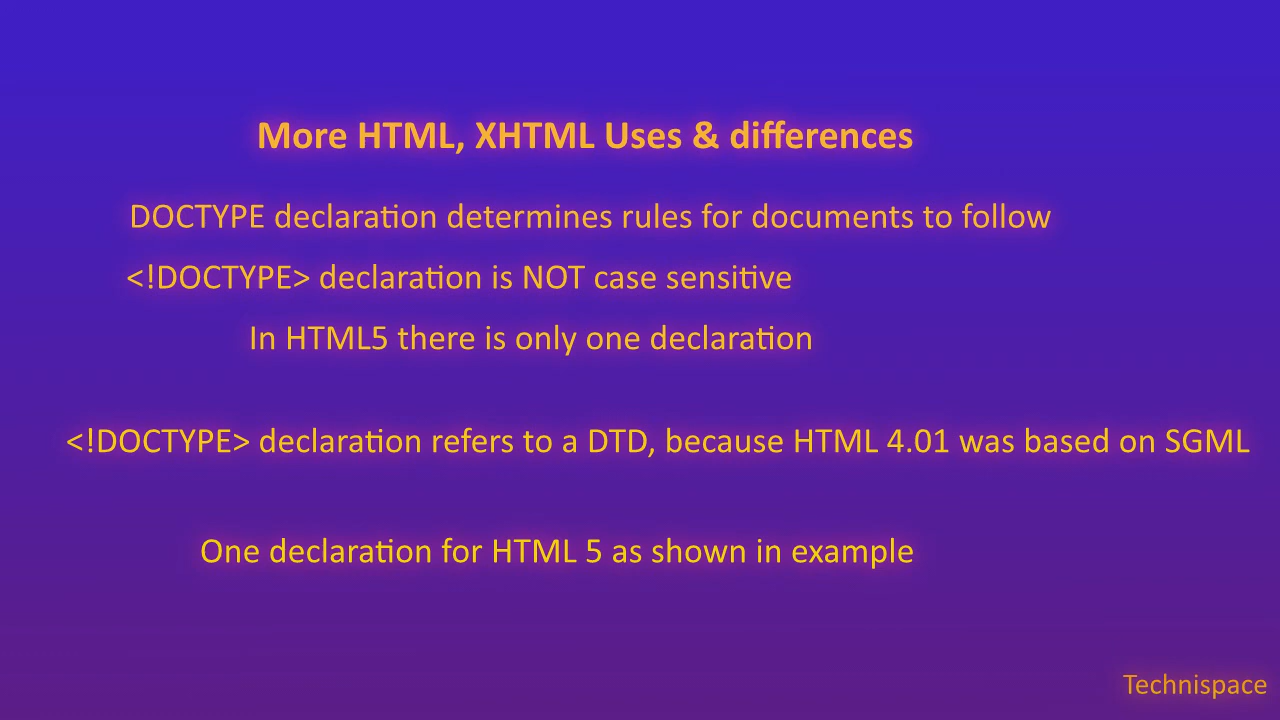 More HTML, XHTML Uses & differences
DOCTYPE declaration determines rules for documents to follow
<!DOCTYPE> declaration is NOT case sensitive
In HTML5 there is only one declaration
<!DOCTYPE> declaration refers to a DTD, because HTML 4.01 was based on SGML
One declaration for HTML 5 as shown in example
Technispace